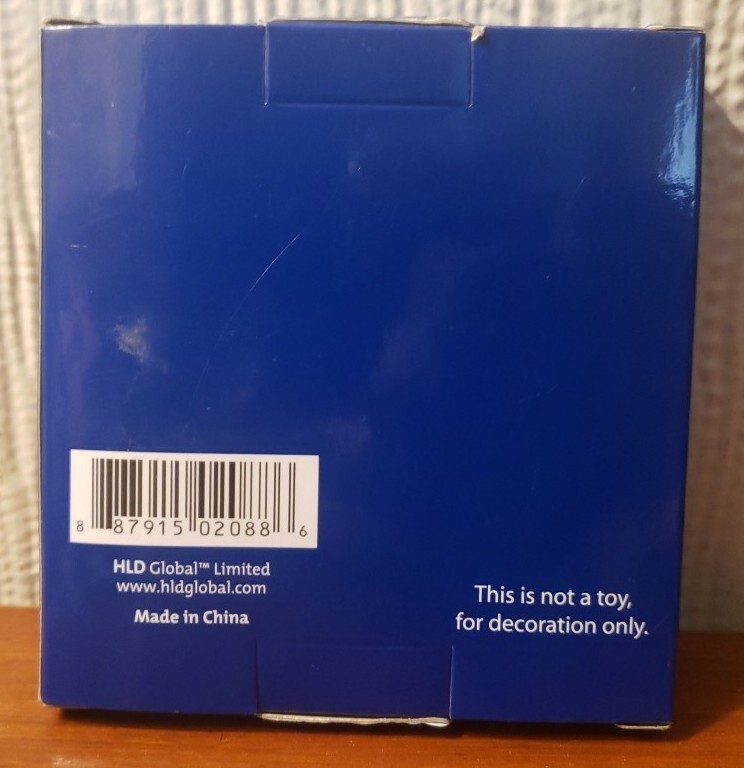 8 87915 02088 6
HLD Global™ Limited
www.hldglobal.com
Made in China
This is not a toy,
for decoration only.